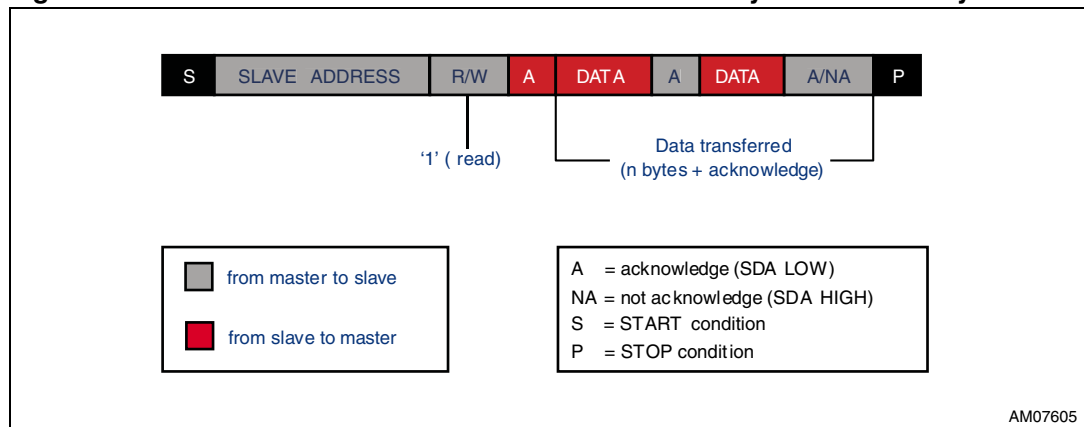 S SLAVE ADDRESS R/W A DATA A DATA A/NA P
‘1’ ( read)
Data transferred
(n bytes + acknowledge)
from master to slave
from slave to master
A = acknowledge (SDA LOW)
NA = not acknowledge (SDA HIGH)
S = START condition
P = STOP condition
AM07605